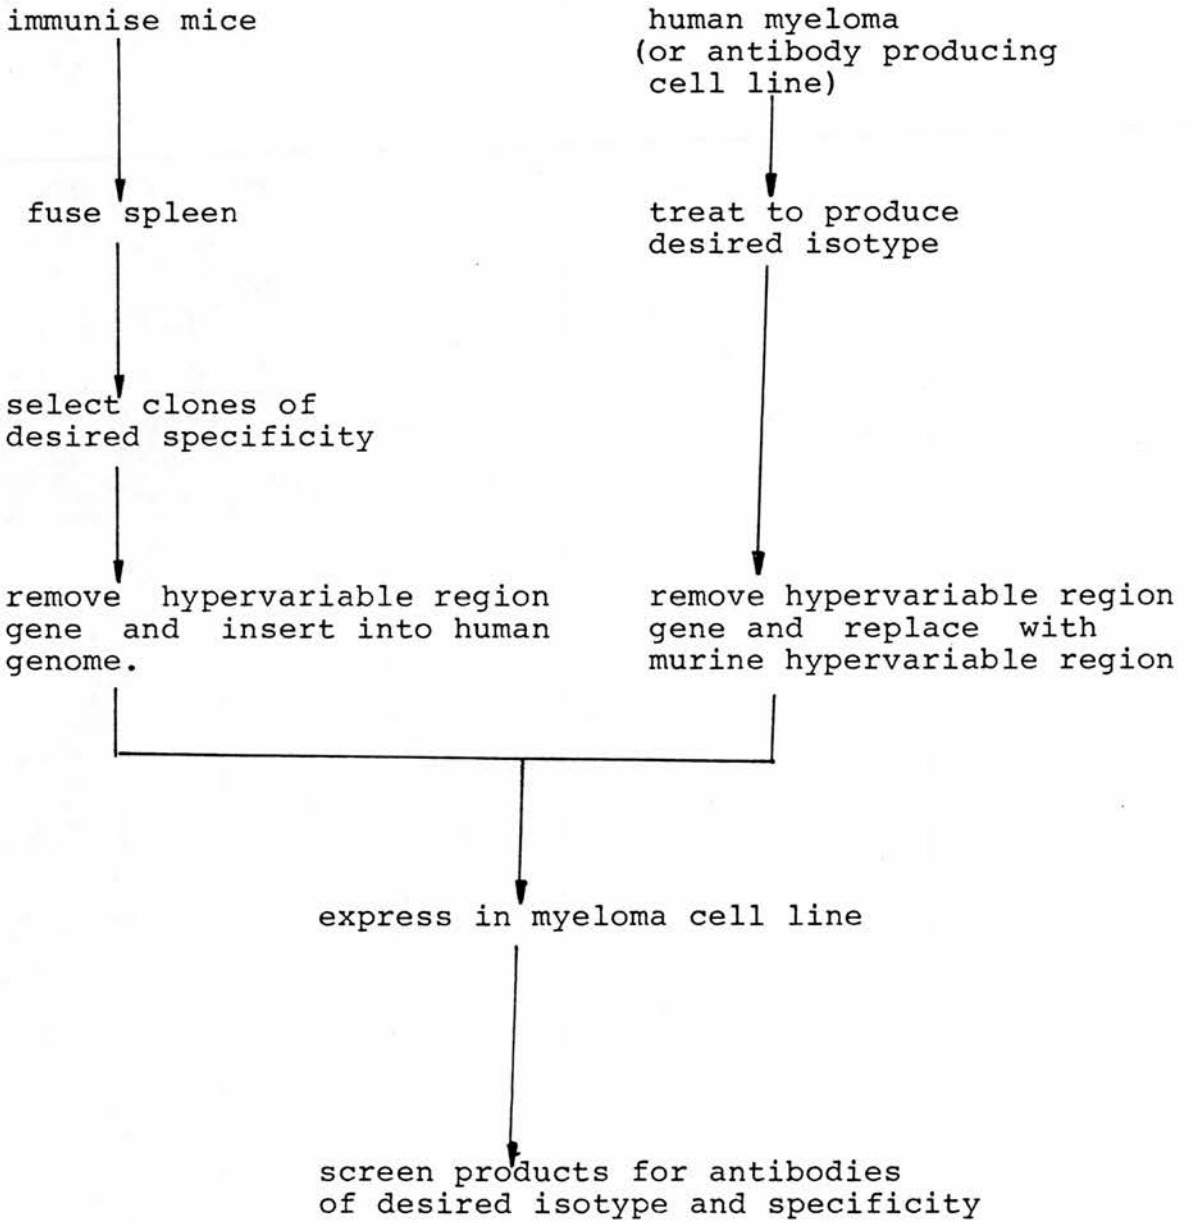 immunise mice
human myeloma
(or antibody producing
cell line)
fuse spleen
treat to produce
desired isotype
select clones of
desired specificity
remove hypervariable region
gene and insert into human
genome.
remove hypervariable region
gene and replace with
murine hypervariable region
express in myeloma cell line
screen products for antibodies
of desired isotype and specificity